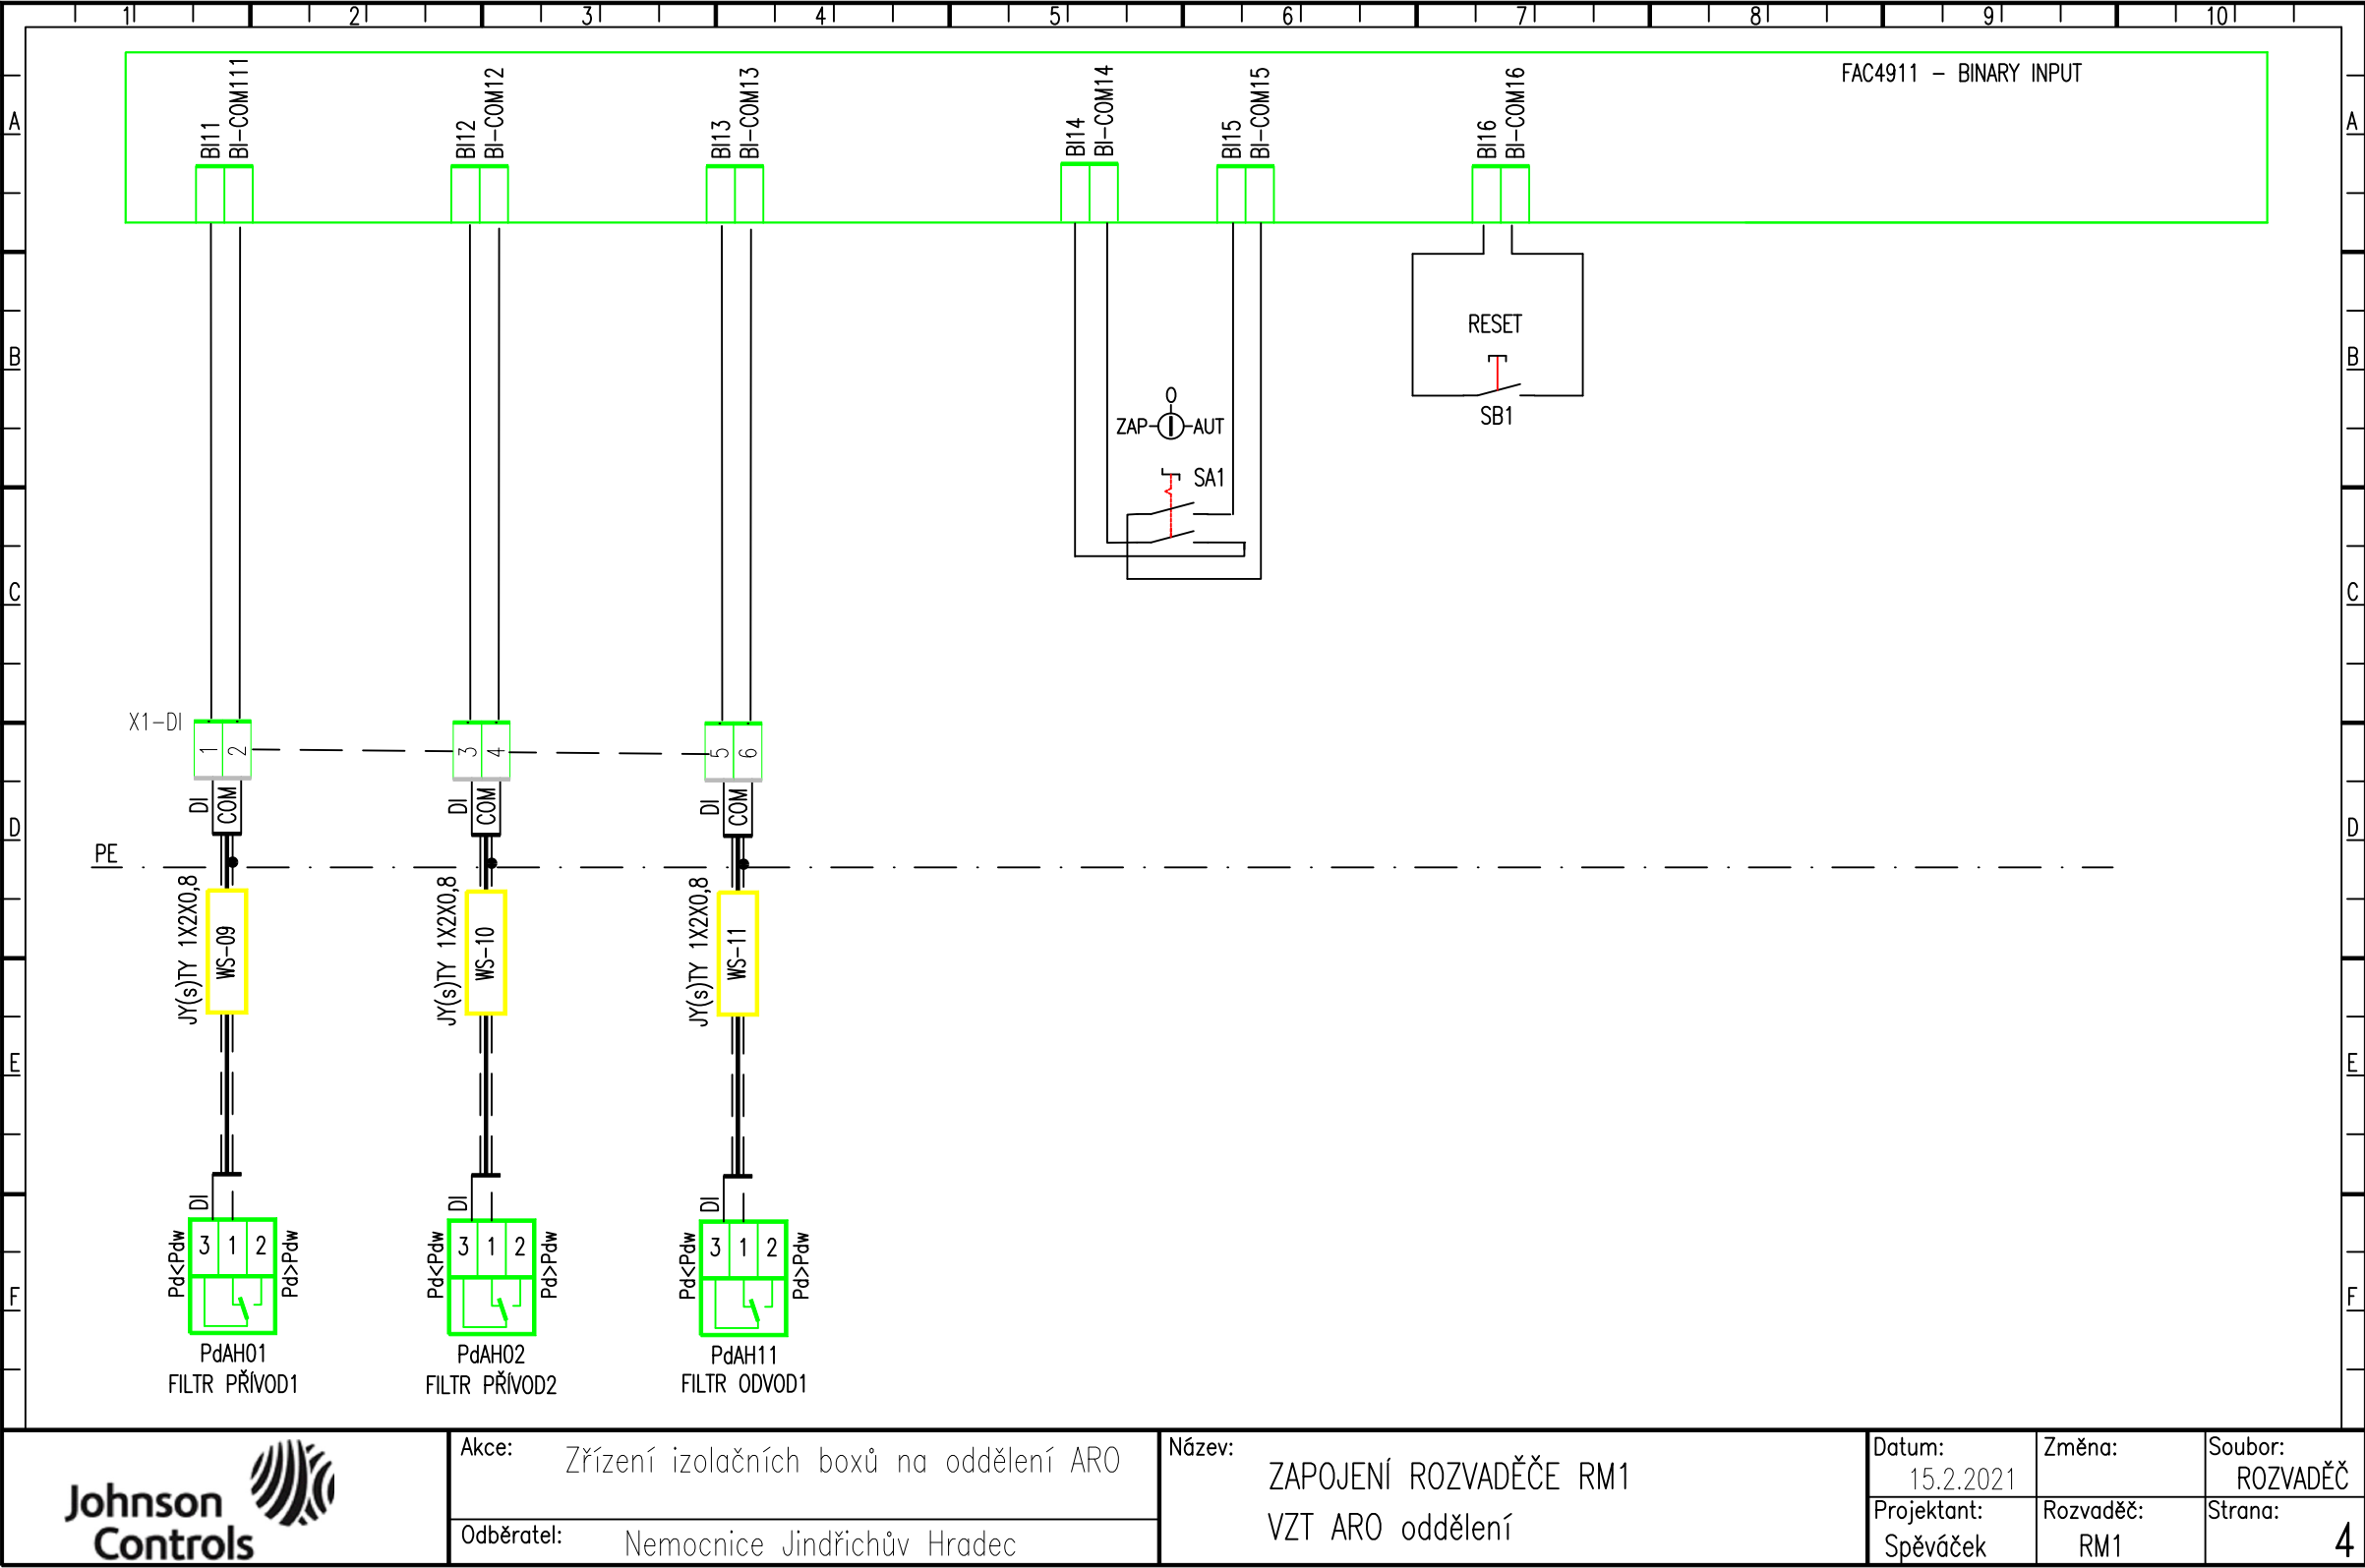 1 2 3 4 5 6 7 8 9 10
FAC4911 - BINARY INPUT
BI11 BI-COM111 BI12 BI-COM12 BI13 BI-COM13 BI14 BI-COM14 BI15 BI-COM15 BI16 BI-COM16
A A
RESET
B B
SB1
0
ZAP AUT
SA1
C C
X1-DI 1 2 3 4 5 6
DI COM DI COM DI COM
D D
PE
JY(s)TY 1X2X0,8 WS-09 JY(s)TY 1X2X0,8 WS-10 JY(s)TY 1X2X0,8 WS-11
E E
DI DI DI
Pd<Pdw 3 1 2 Pd>Pdw Pd<Pdw 3 1 2 Pd>Pdw Pd<Pdw 3 1 2 Pd>Pdw
F F
PdAH01 PdAH02 PdAH11
FILTR PŘÍVOD1 FILTR PŘÍVOD2 FILTR ODVOD1
Johnson
Controls
Akce: Zřízení izolačních boxů na oddělení ARO
Odběratel: Nemocnice Jindřichův Hradec
Název:
ZAPOJENÍ ROZVADĚČE RM1
VZT ARO oddělení
Datum:
15.2.2021
Změna:
Soubor:
ROZVADĚČ
Projektant:
Spěváček
Rozvaděč:
RM1
Strana:
4